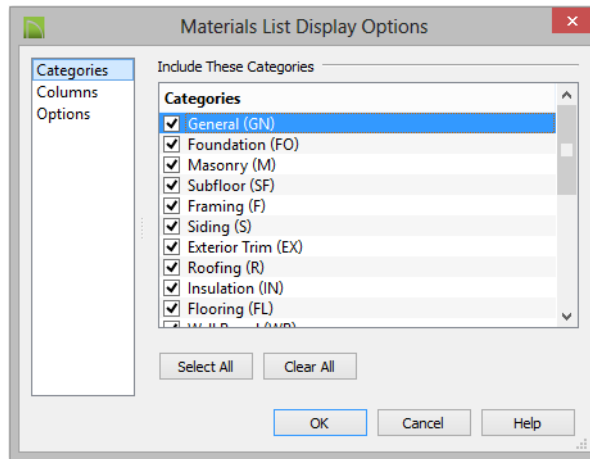 Materials List Display Options
Categories
Columns
Options
Include These Categories
Categories
General (GN)
Foundation (FO)
Masonry (M)
Subfloor (SF)
Framing (F)
Siding (S)
Exterior Trim (EX)
Roofing (R)
Insulation (IN)
Flooring (FL)
Select All
Clear All
OK
Cancel
Help